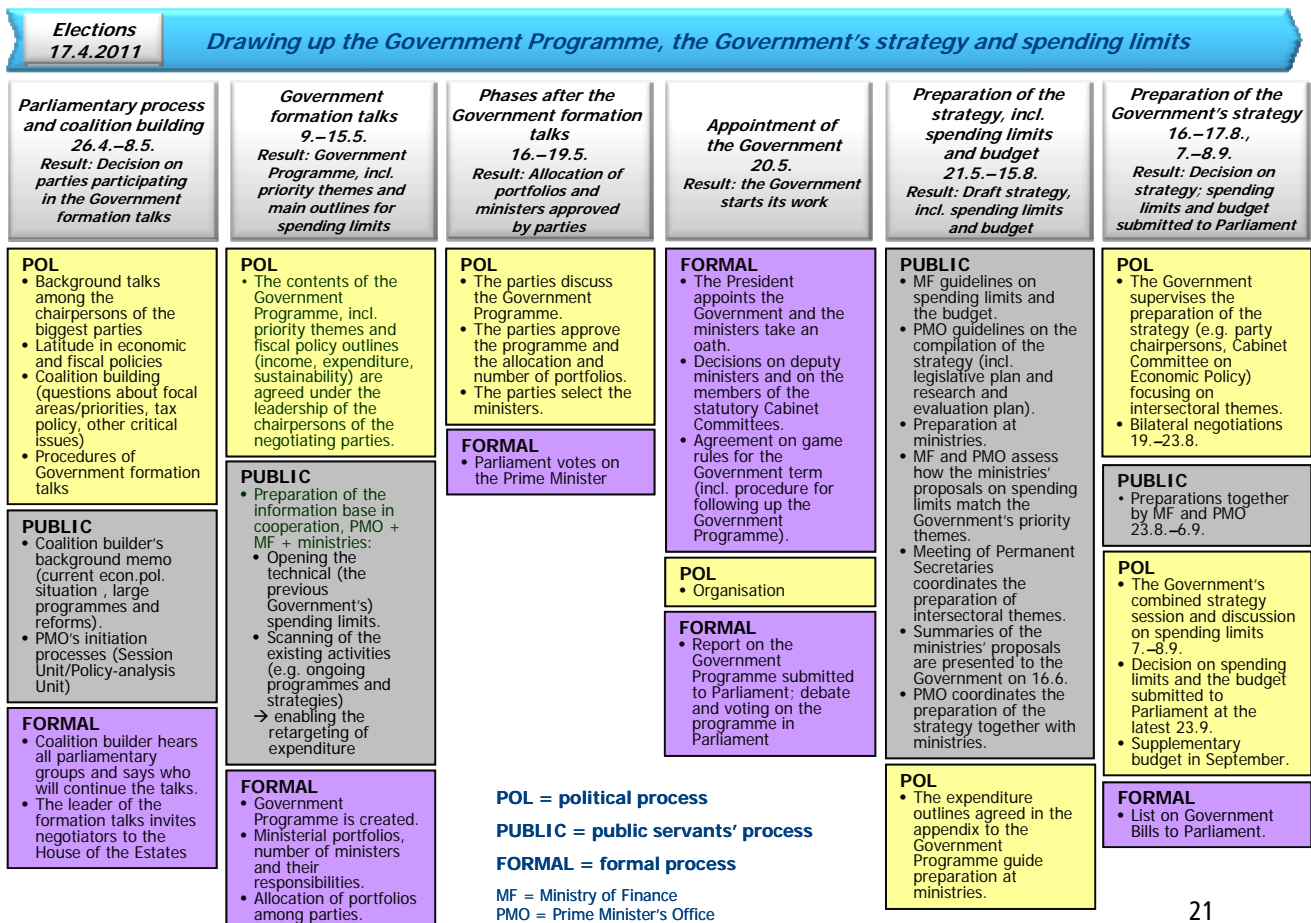 Elections
17.4.2011
Drawing up the Government Programme, the Government's strategy and spending limits
Parliamentary process
and coalition building
26.4.–8.5.
Result: Decision on
parties participating
in the Government
formation talks
POL
• Background talks
among the
chairpersons of the
biggest parties
• Latitude in economic
and fiscal policies
• Coalition building
(questions about focal
areas/priorities, tax
policy, other critical
issues)
• Procedures of
Government formation
talks
PUBLIC
• Coalition builder's
background memo
(current econ.pol.
situation , large
programmes and
reforms).
• PMO's initiation
processes (Session
Unit/Policy-analysis
Unit)
FORMAL
• Coalition builder hears
all parliamentary
groups and says who
will continue the talks.
• The leader of the
formation talks invites
negotiators to the
House of the Estates
Government
formation talks
9.–15.5.
Result: Government
Programme, incl.
priority themes and
main outlines for
spending limits
POL
• The contents of the
Government
Programme, incl.
priority themes and
fiscal policy outlines
(income, expenditure,
sustainability) are
agreed under the
leadership of the
chairpersons of the
negotiating parties.
PUBLIC
• Preparation of the
information base in
cooperation, PMO +
MF + ministries:
• Opening the
technical (the
previous
Government's)
spending limits.
• Scanning of the
existing activities
(e.g. ongoing
programmes and
strategies)
→ enabling the
retargeting of
expenditure
FORMAL
• Government
Programme is created.
• Ministerial portfolios,
number of ministers
and their
responsibilities.
• Allocation of portfolios
among parties.
Phases after the
Government formation
talks
16.–19.5.
Result: Allocation of
portfolios and
ministers approved
by parties
POL
• The parties discuss
the Government
Programme.
• The parties approve
the programme and
the allocation and
number of portfolios.
• The parties select the
ministers.
FORMAL
• Parliament votes on
the Prime Minister
Appointment of
the Government
20.5.
Result: the Government
starts its work
FORMAL
• The President
appoints the
Government and the
ministers take an
oath.
• Decisions on deputy
ministers and on the
members of the
statutory Cabinet
Committees.
• Agreement on game
rules for the
Government term
(incl. procedure for
following up the
Government
Programme).
POL
• Organisation
FORMAL
• Report on the
Government
Programme submitted
to Parliament; debate
and voting on the
programme in
Parliament
Preparation of the
strategy, incl.
spending limits
and budget
21.5.–15.8.
Result: Draft strategy,
incl. spending limits
and budget
PUBLIC
• MF guidelines on
spending limits and
the budget.
• PMO guidelines on the
compilation of the
strategy (incl.
legislative plan and
research and
evaluation plan).
• Preparation at
ministries.
• MF and PMO assess
how the ministries'
proposals on spending
limits match the
Government's priority
themes.
• Meeting of Permanent
Secretaries
coordinates the
preparation of
intersectoral themes.
• Summaries of the
ministries' proposals
are presented to the
Government on 16.6.
• PMO coordinates the
preparation of the
strategy together with
ministries.
POL
• The expenditure
outlines agreed in the
appendix to the
Government
Programme guide
preparation at
ministries.
Preparation of the
Government's strategy
16.–17.8.,
7.–8.9.
Result: Decision on
strategy; spending
limits and budget
submitted to Parliament
POL
• The Government
supervises the
preparation of the
strategy (e.g. party
chairpersons, Cabinet
Committee on
Economic Policy)
focusing on
intersectoral themes.
• Bilateral negotiations
19.–23.8.
PUBLIC
• Preparations together
by MF and PMO
23.8.–6.9.
POL
• The Government's
combined strategy
session and discussion
on spending limits
7.–8.9.
• Decision on spending
limits and the budget
submitted to
Parliament at the
latest 23.9.
• Supplementary
budget in September.
FORMAL
• List on Government
Bills to Parliament.
POL = political process
PUBLIC = public servants' process
FORMAL = formal process
MF = Ministry of Finance
PMO = Prime Minister's Office
21